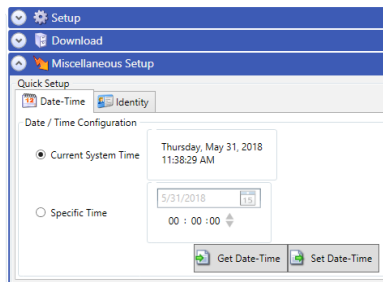 Setup
Download
Miscellaneous Setup
Quick Setup
Date-Time Identity
Date / Time Configuration
Current System Time
Thursday, May 31, 2018
11:38:29 AM
Specific Time
5/31/2018 15
00 : 00 :00
Get Date-Time Set Date-Time